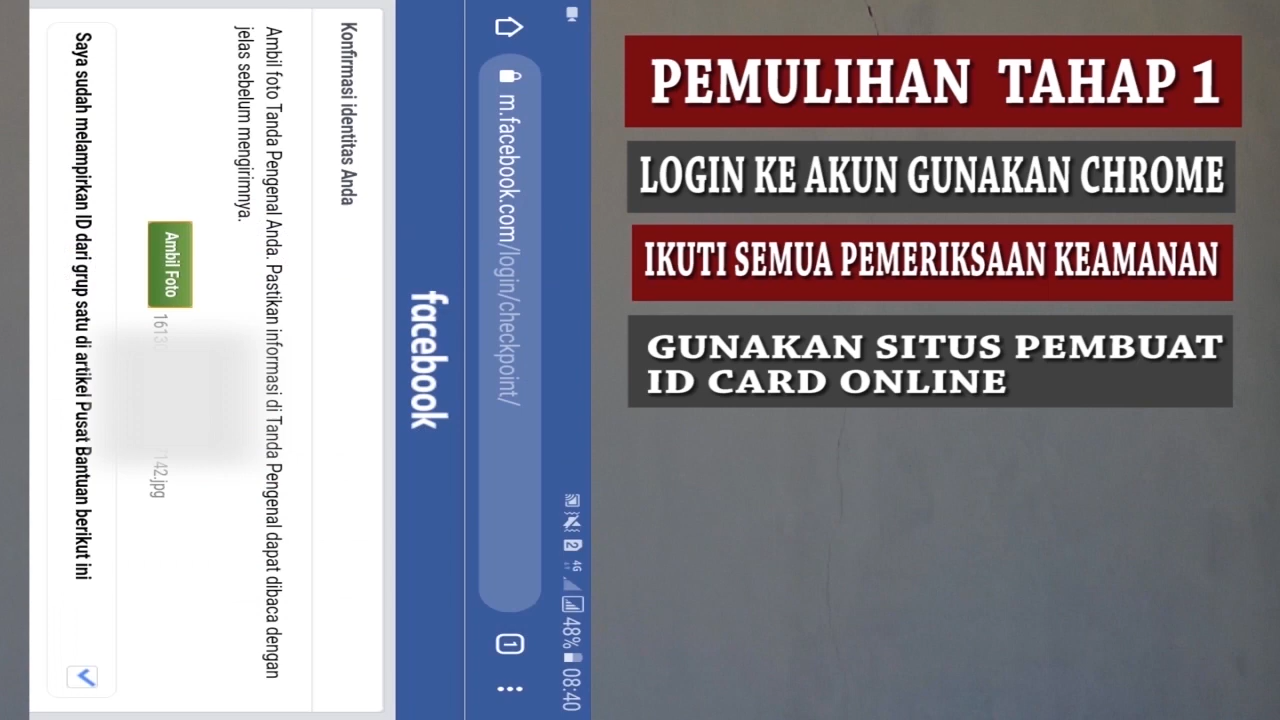 48% 08:40
m.facebook.com/login/checkpoint/
1
facebook
Konfirmasi identitas Anda
Ambil foto Tanda Pengenal Anda. Pastikan informasi di Tanda Pengenal dapat dibaca dengan
jelas sebelum mengirimnya.
Ambil Foto
Saya sudah melampirkan ID dari grup satu di artikel Pusat Bantuan berikut ini
PEMULIHAN TAHAP 1
LOGIN KE AKUN GUNAKAN CHROME
IKUTI SEMUA PEMERIKSAAN KEAMANAN
GUNAKAN SITUS PEMBUAT
ID CARD ONLINE